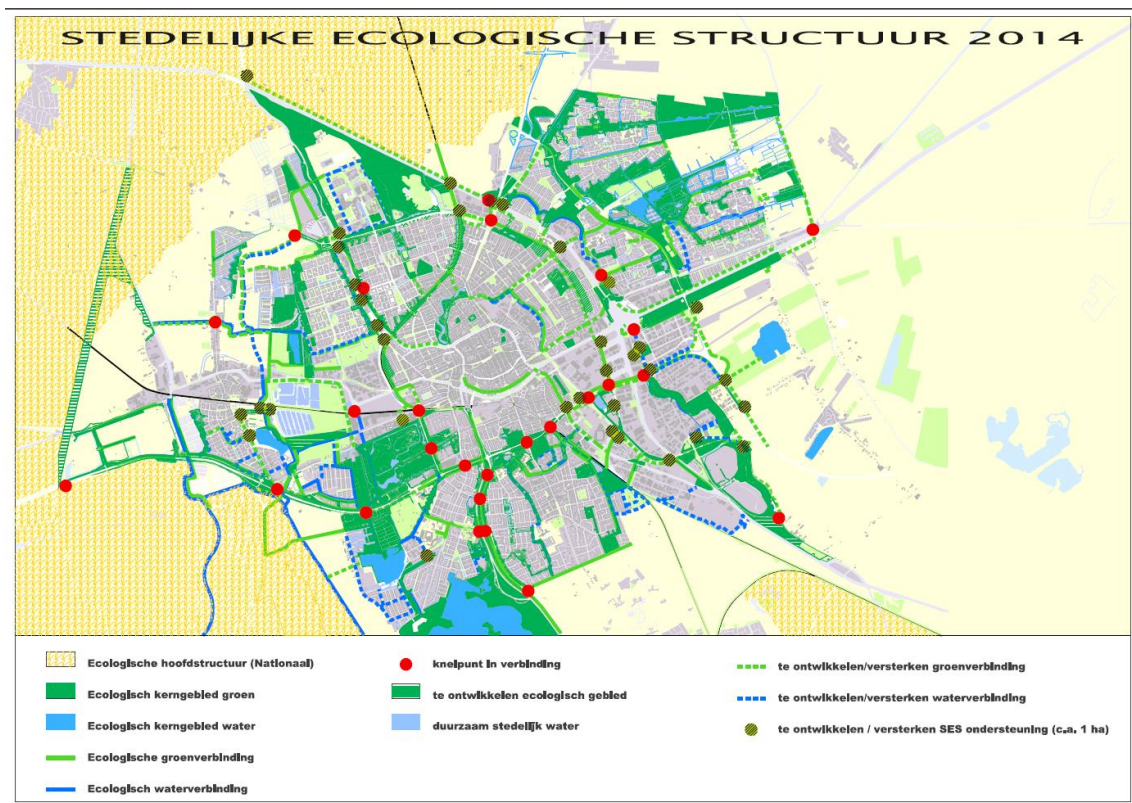 STEDELIJKE ECOLOGISCHE STRUCTUUR 2014
Ecologische hoofdstructuur (Nationaal)
Ecologisch kerngebied groen
Ecologisch kerngebied water
Ecologische groenverbinding
Ecologisch waterverbinding
knelpunt in verbinding
te ontwikkelen ecologisch gebied
duurzaam stedelijk water
te ontwikkelen/versterken groenverbinding
te ontwikkelen/versterken waterverbinding
te ontwikkelen / versterken SES ondersteuning (c.a. 1 ha)